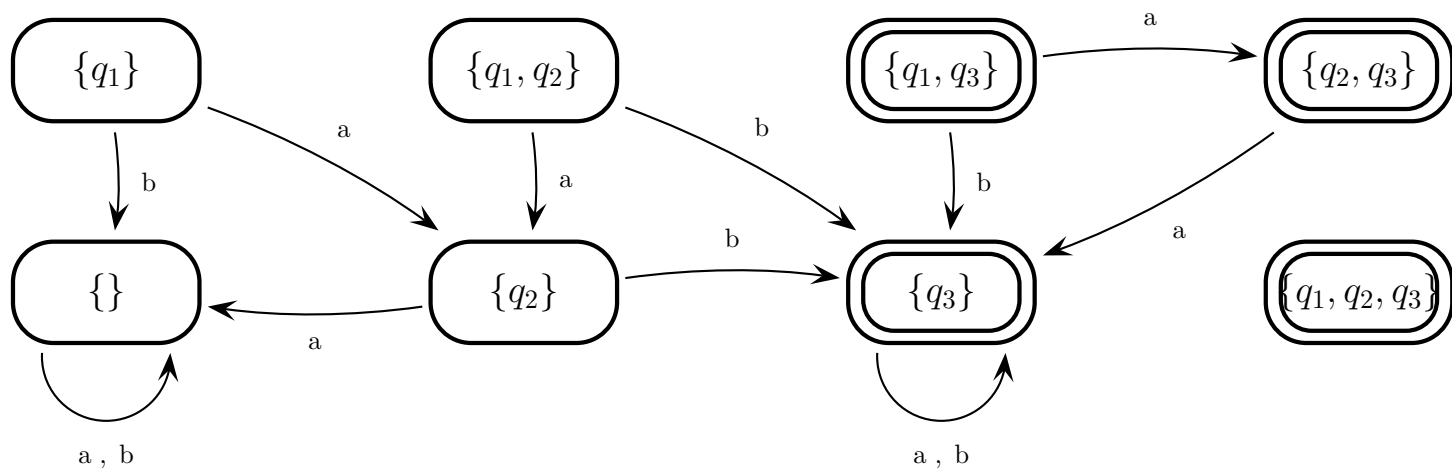 a
{q₁}
{q₁, q₂}
{q₁, q₃}
{q₂, q₃}
a
b
b
a
b
b
a
{}
{q₂}
{q₃}
{q₁, q₂, q₃}
a
a , b
a , b